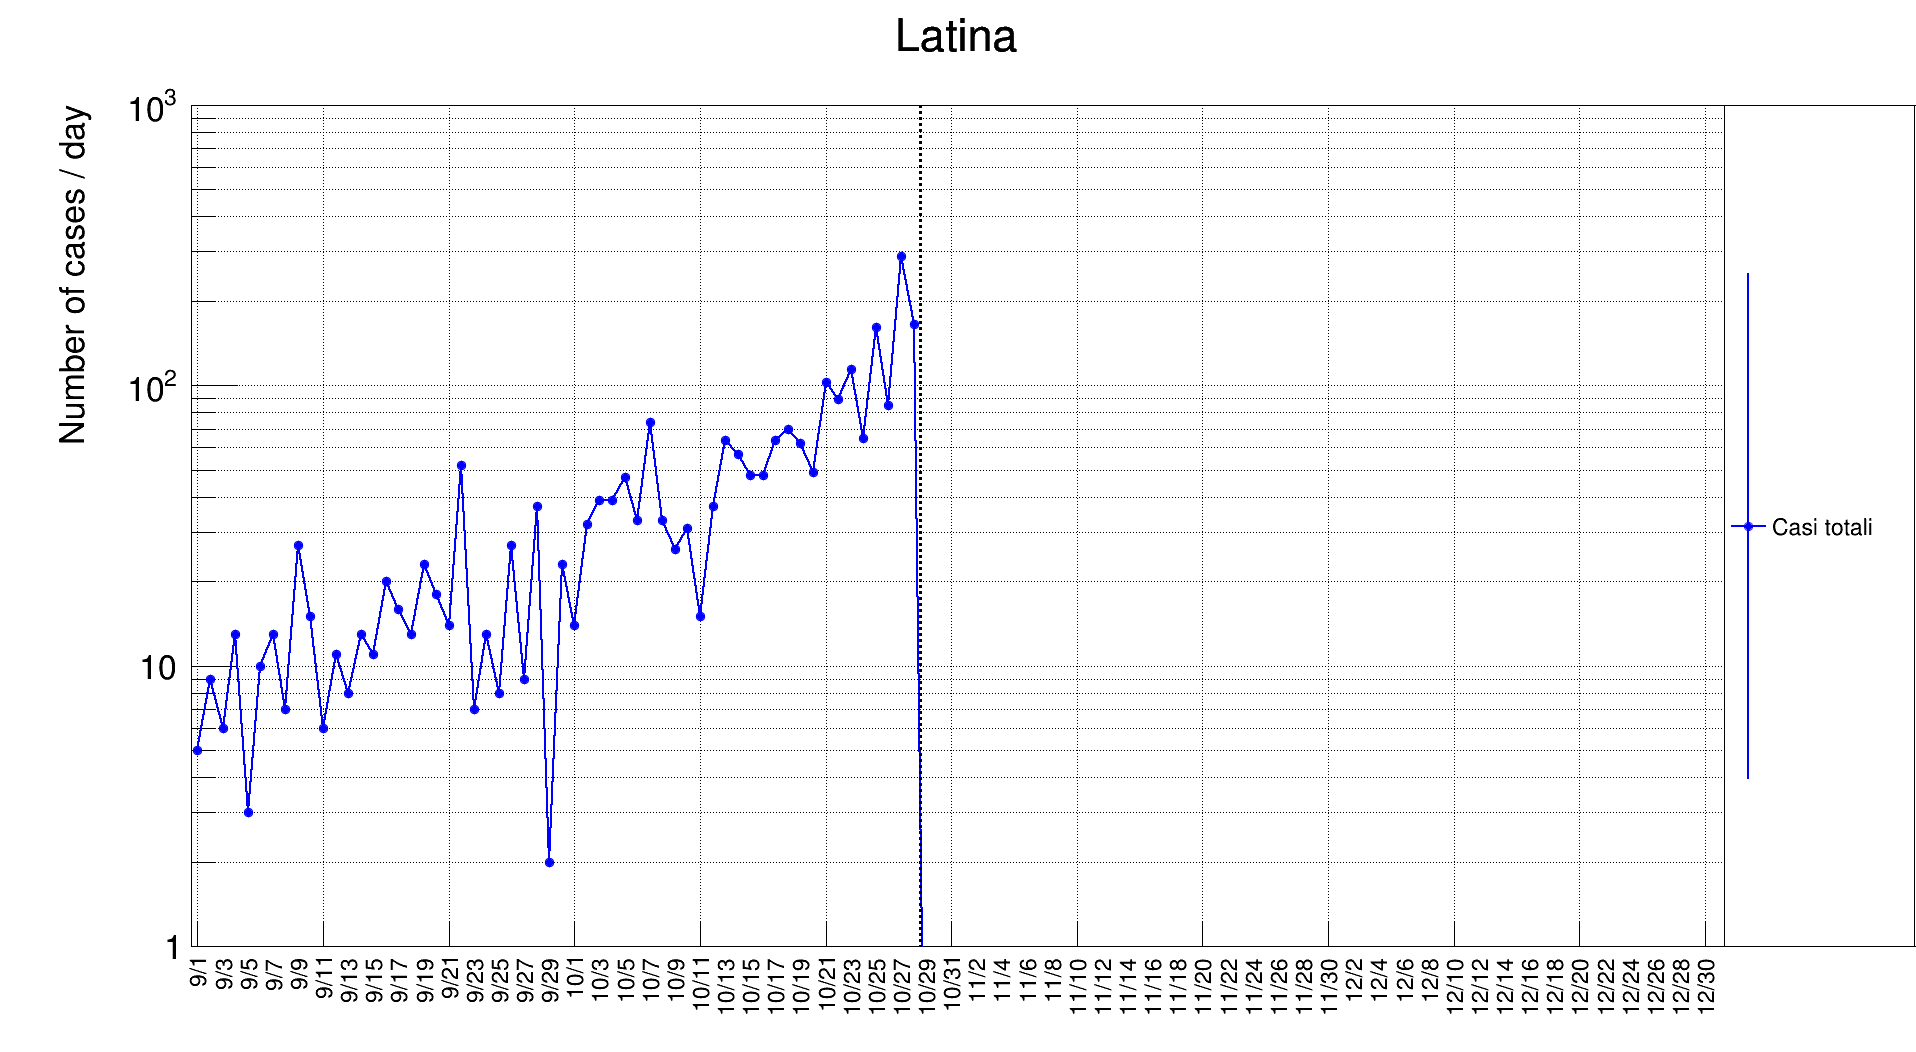 Latina
Number of cases / day
10³
10²
10
1
9/1 9/3 9/5 9/7 9/9 9/11 9/13 9/15 9/17 9/19 9/21 9/23 9/25 9/27 9/29 10/1 10/3 10/5 10/7 10/9 10/11 10/13 10/15 10/17 10/19 10/21 10/23 10/25 10/27 10/29 10/31 11/2 11/4 11/6 11/8 11/10 11/12 11/14 11/16 11/18 11/20 11/22 11/24 11/26 11/28 11/30 12/2 12/4 12/6 12/8 12/10 12/12 12/14 12/16 12/18 12/20 12/22 12/24 12/26 12/28 12/30
Casi totali